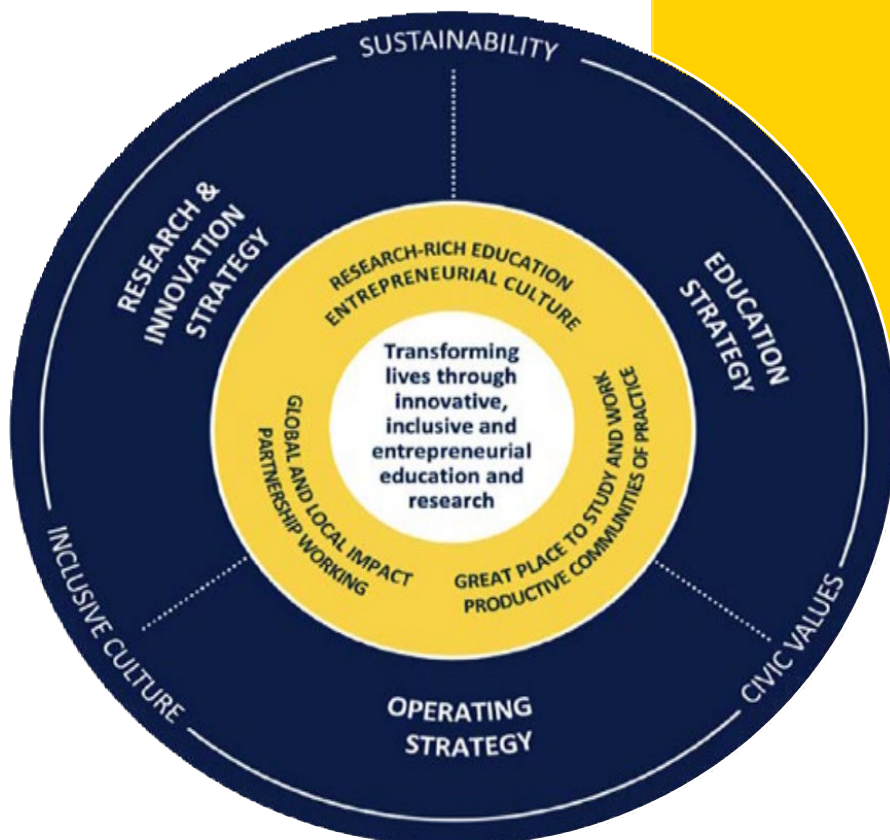 SUSTAINABILITY
RESEARCH &
INNOVATION
STRATEGY
EDUCATION
STRATEGY
RESEARCH-RICH EDUCATION
ENTREPRENEURIAL CULTURE
Transforming
lives through
innovative,
inclusive and
entrepreneurial
education and
research
GLOBAL AND LOCAL IMPACT
PARTNERSHIP WORKING
GREAT PLACE TO STUDY AND WORK
PRODUCTIVE COMMUNITIES OF PRACTICE
INCLUSIVE CULTURE
CIVIC VALUES
OPERATING
STRATEGY